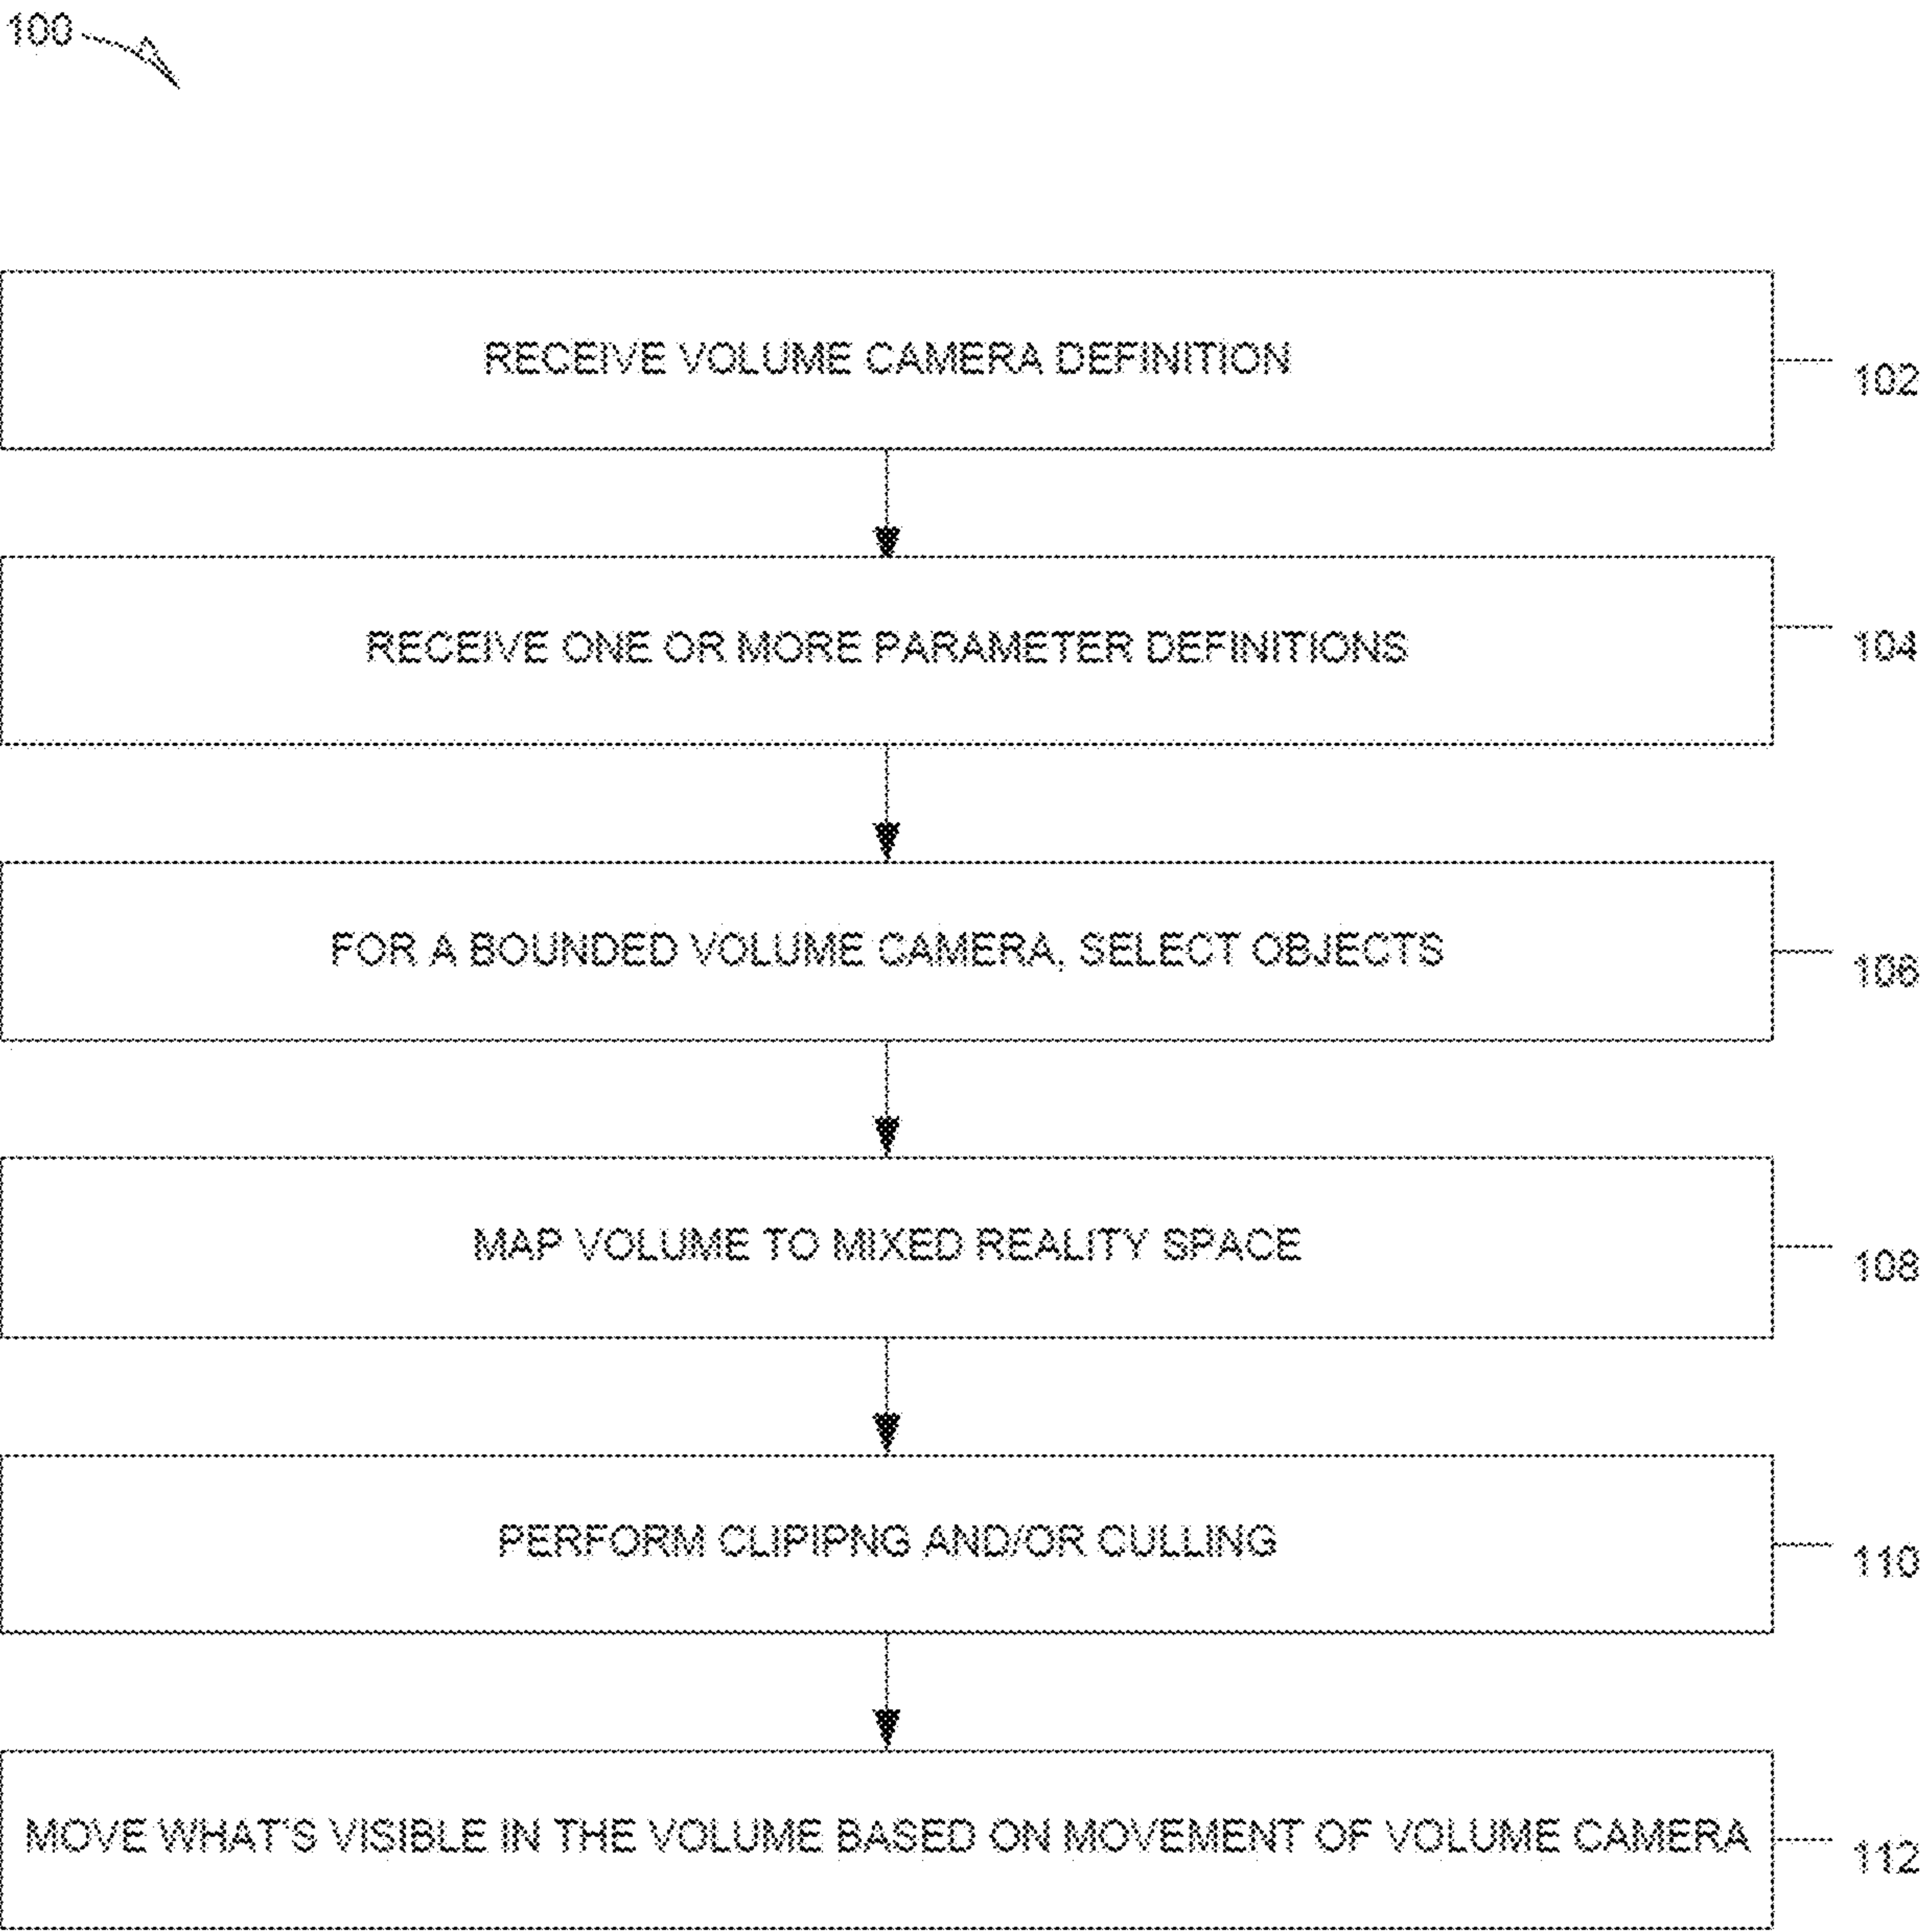 100
RECEIVE VOLUME CAMERA DEFINITION
102
RECEIVE ONE OR MORE PARAMETER DEFINITIONS
104
FOR A BOUNDED VOLUME CAMERA, SELECT OBJECTS
106
MAP VOLUME TO MIXED REALITY SPACE
108
PERFORM CLIPIPNG AND/OR CULLING
110
MOVE WHAT'S VISIBLE IN THE VOLUME BASED ON MOVEMENT OF VOLUME CAMERA
112